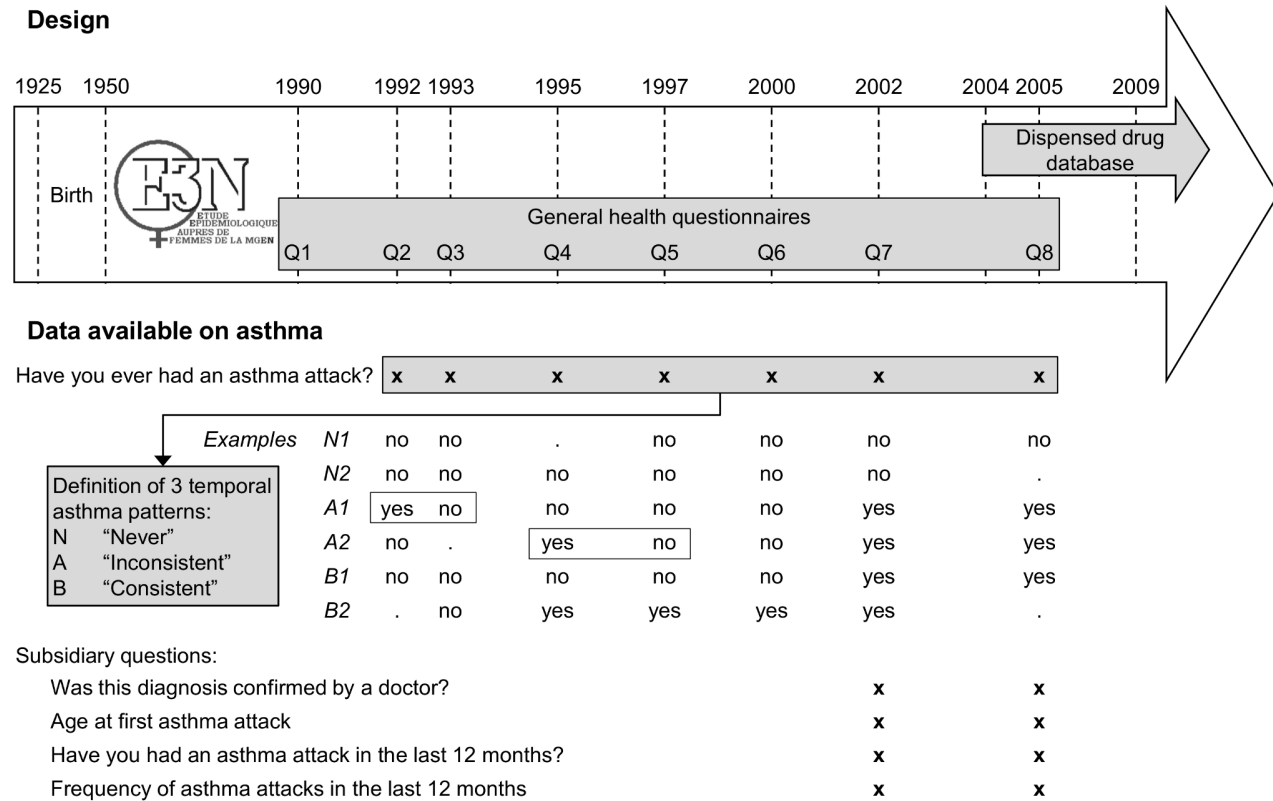 Design
1925 1950 1990 1992 1993 1995 1997 2000 2002 2004 2005 2009
Dispensed drug
database
Birth
E3N
ETUDE
EPIDEMIOLOGIQUE
AUPRES DE
FEMMES DE LA MGEN
General health questionnaires
Q1 Q2 Q3 Q4 Q5 Q6 Q7 Q8
Data available on asthma
Have you ever had an asthma attack? x x x x x x x
Examples N1 no no . no no no no
N2 no no no no no no .
A1 yes no no no no yes yes
A2 no . yes no no yes yes
B1 no no no no no yes yes
B2 . no yes yes yes yes .
Definition of 3 temporal
asthma patterns:
N “Never”
A “Inconsistent”
B “Consistent”
Subsidiary questions:
Was this diagnosis confirmed by a doctor? x x
Age at first asthma attack x x
Have you had an asthma attack in the last 12 months? x x
Frequency of asthma attacks in the last 12 months x x